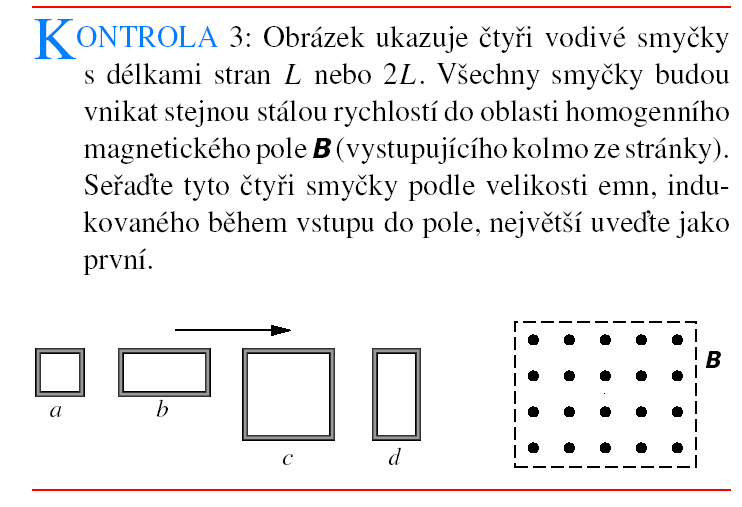 KONTROLA 3: Obrázek ukazuje čtyři vodivé smyčky
s délkami stran L nebo 2L. Všechny smyčky budou
vnikat stejnou stálou rychlostí do oblasti homogenního
magnetického pole B (vystupujícího kolmo ze stránky).
Seřaďte tyto čtyři smyčky podle velikosti emn, indu-
kovaného během vstupu do pole, největší uveďte jako
první.
B
a b
c d